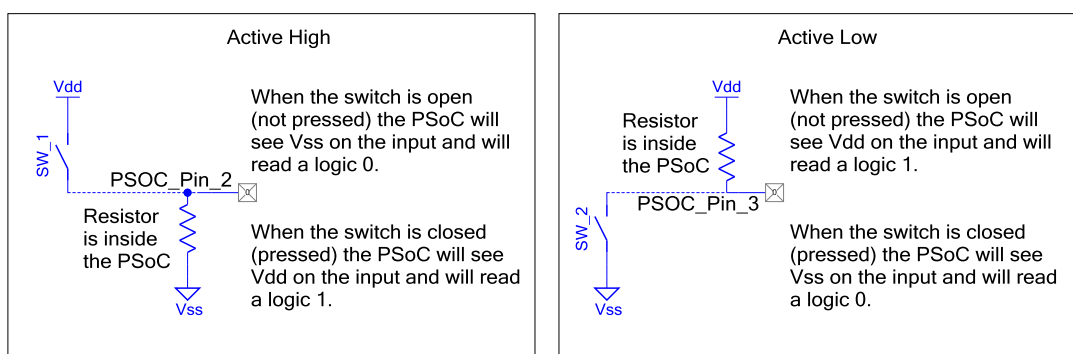 Active High
Vdd
SW_1
When the switch is open
(not pressed) the PSoC will
see Vss on the input and will
read a logic 0.
PSOC_Pin_2
0
Resistor
is inside
the PSoC
When the switch is closed
(pressed) the PSoC will see
Vdd on the input and will read
a logic 1.
Vss
Active Low
Vdd
Resistor
is inside
the PSoC
When the switch is open
(not pressed) the PSoC will
see Vdd on the input and will
read a logic 1.
0
PSOC_Pin_3
SW_2
When the switch is closed
(pressed) the PSoC will see
Vss on the input and will read
a logic 0.
Vss